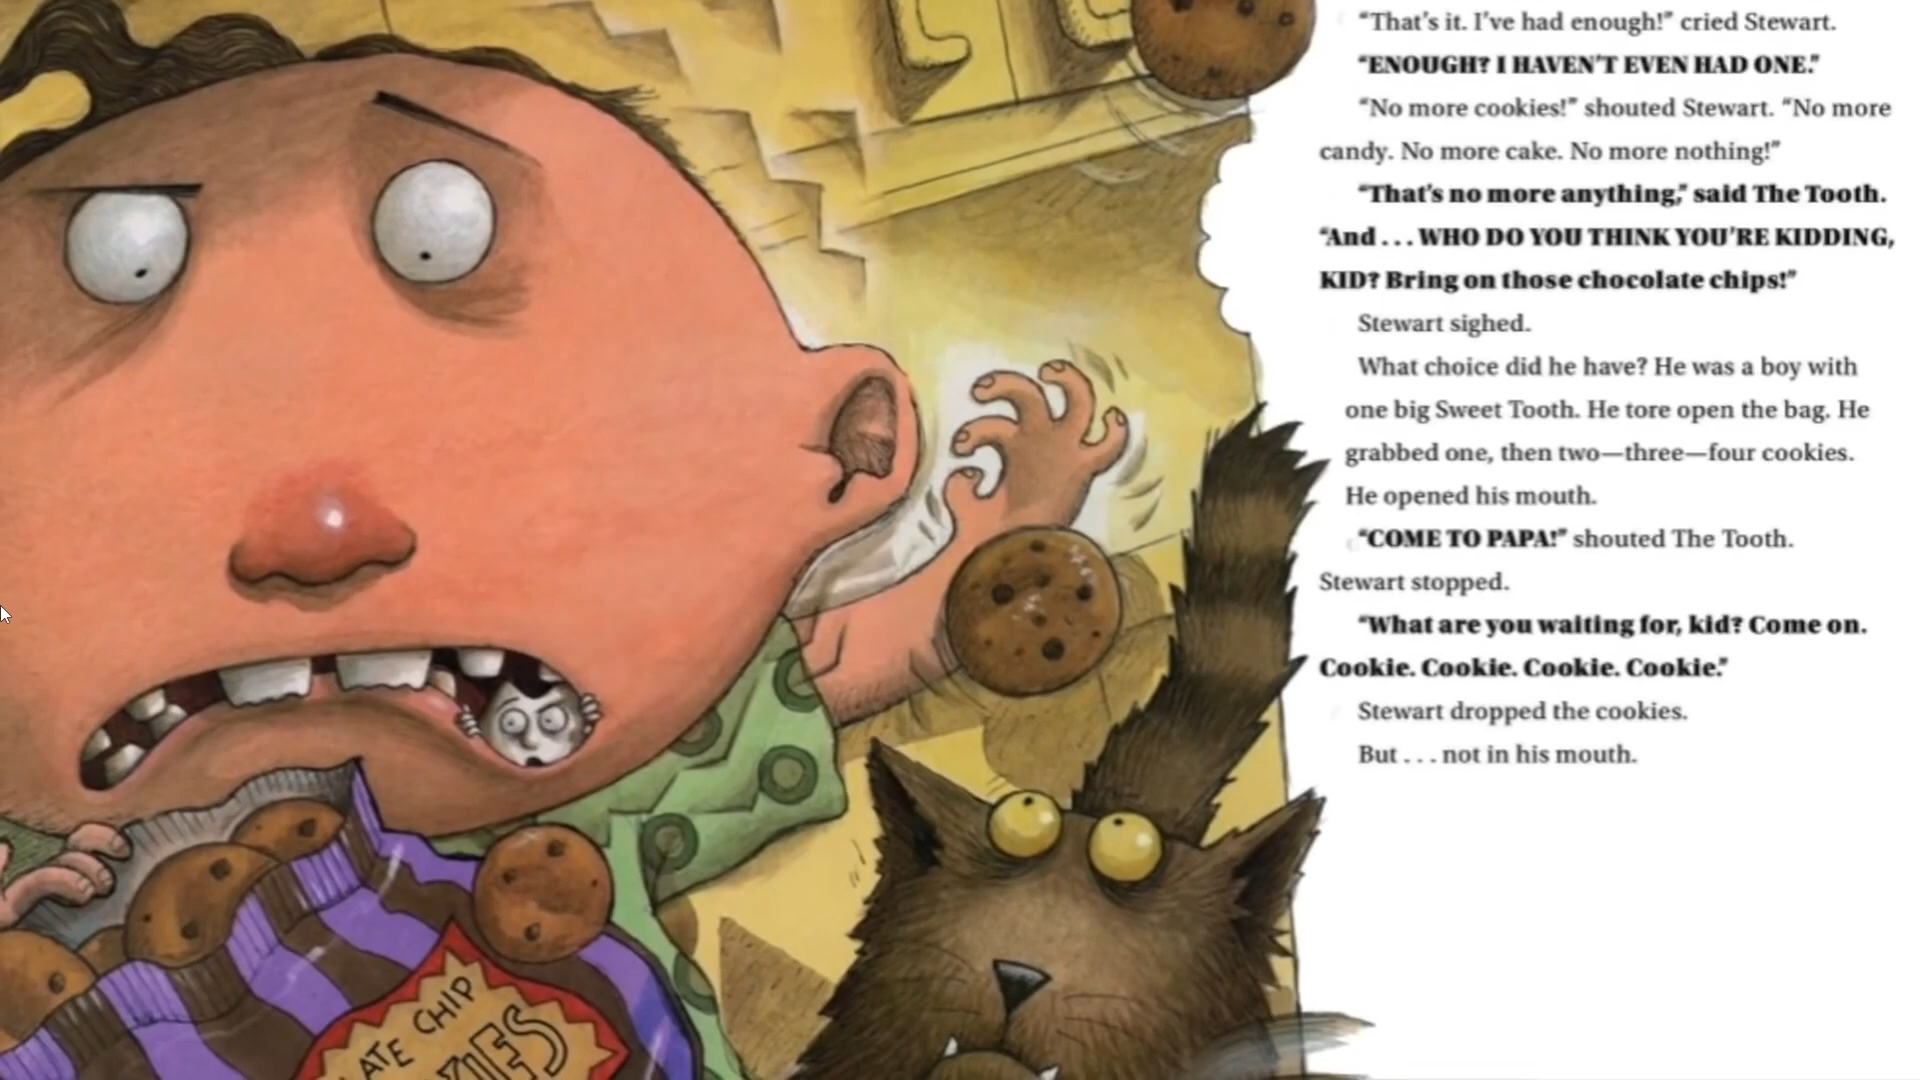 “That’s it. I’ve had enough!” cried Stewart.
“ENOUGH? I HAVEN’T EVEN HAD ONE.”
“No more cookies!” shouted Stewart. “No more
candy. No more cake. No more nothing!”
“That’s no more anything,” said The Tooth.
“And . . . WHO DO YOU THINK YOU’RE KIDDING,
KID? Bring on those chocolate chips!”
Stewart sighed.
What choice did he have? He was a boy with
one big Sweet Tooth. He tore open the bag. He
grabbed one, then two—three—four cookies.
He opened his mouth.
“COME TO PAPA!” shouted The Tooth.
Stewart stopped.
“What are you waiting for, kid? Come on.
Cookie. Cookie. Cookie. Cookie.”
Stewart dropped the cookies.
But . . . not in his mouth.
LATE CHIP
KIES